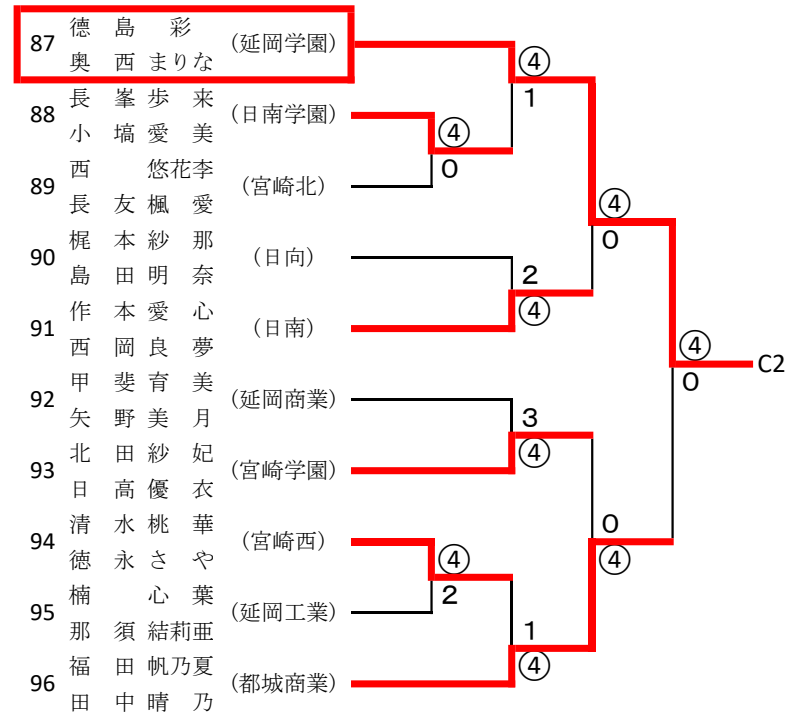 87 徳島 彩 (延岡学園)
奥西 まりな
④
1
88 長峯 歩来 (日南学園)
小塙 愛美
④
0
89 西 悠花李 (宮崎北)
長友 楓愛
④
0
90 梶本 紗那 (日向)
島田 明奈
2
④
91 作本 愛心 (日南)
西岡 良夢
④
0
C2
92 甲斐 育美 (延岡商業)
矢野 美月
3
④
93 北田 紗妃 (宮崎学園)
日高 優衣
0
④
94 清水 桃華 (宮崎西)
徳永 さや
④
2
95 楠 心葉 (延岡工業)
那須 結莉亜
1
④
96 福田 帆乃夏 (都城商業)
田中 晴乃